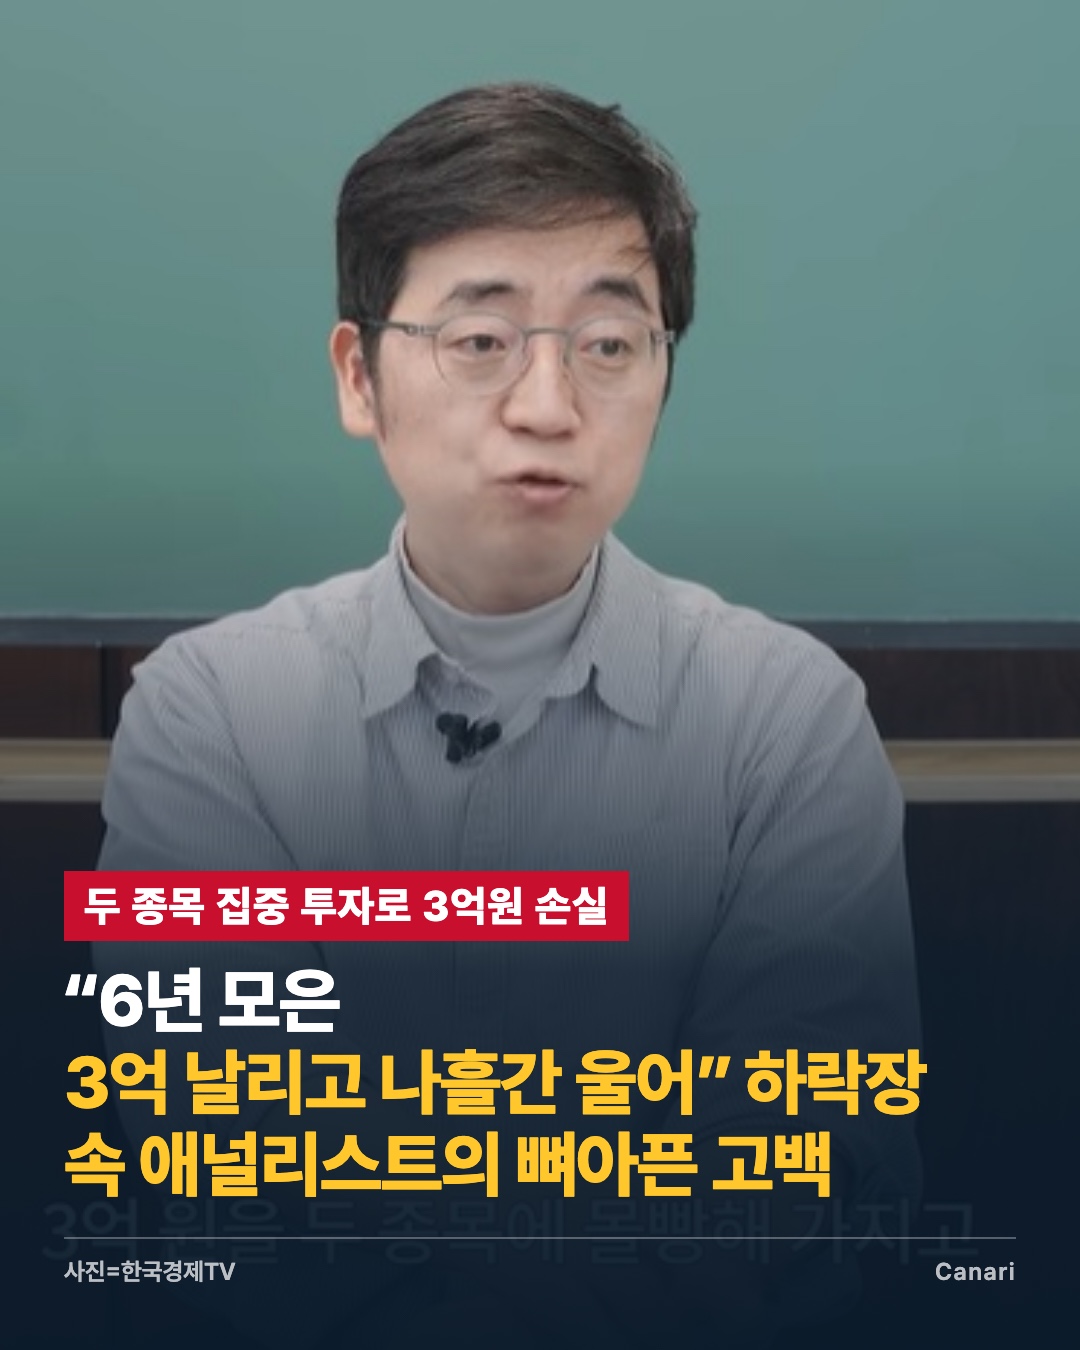 두 종목 집중 투자로 3억원 손실
“6년 모은
3억 날리고 나흘간 울어” 하락장
속 애널리스트의 뼈아픈 고백
3억 원을 두 종목에 몰빵해 가지고
사진=한국경제TV
Canari